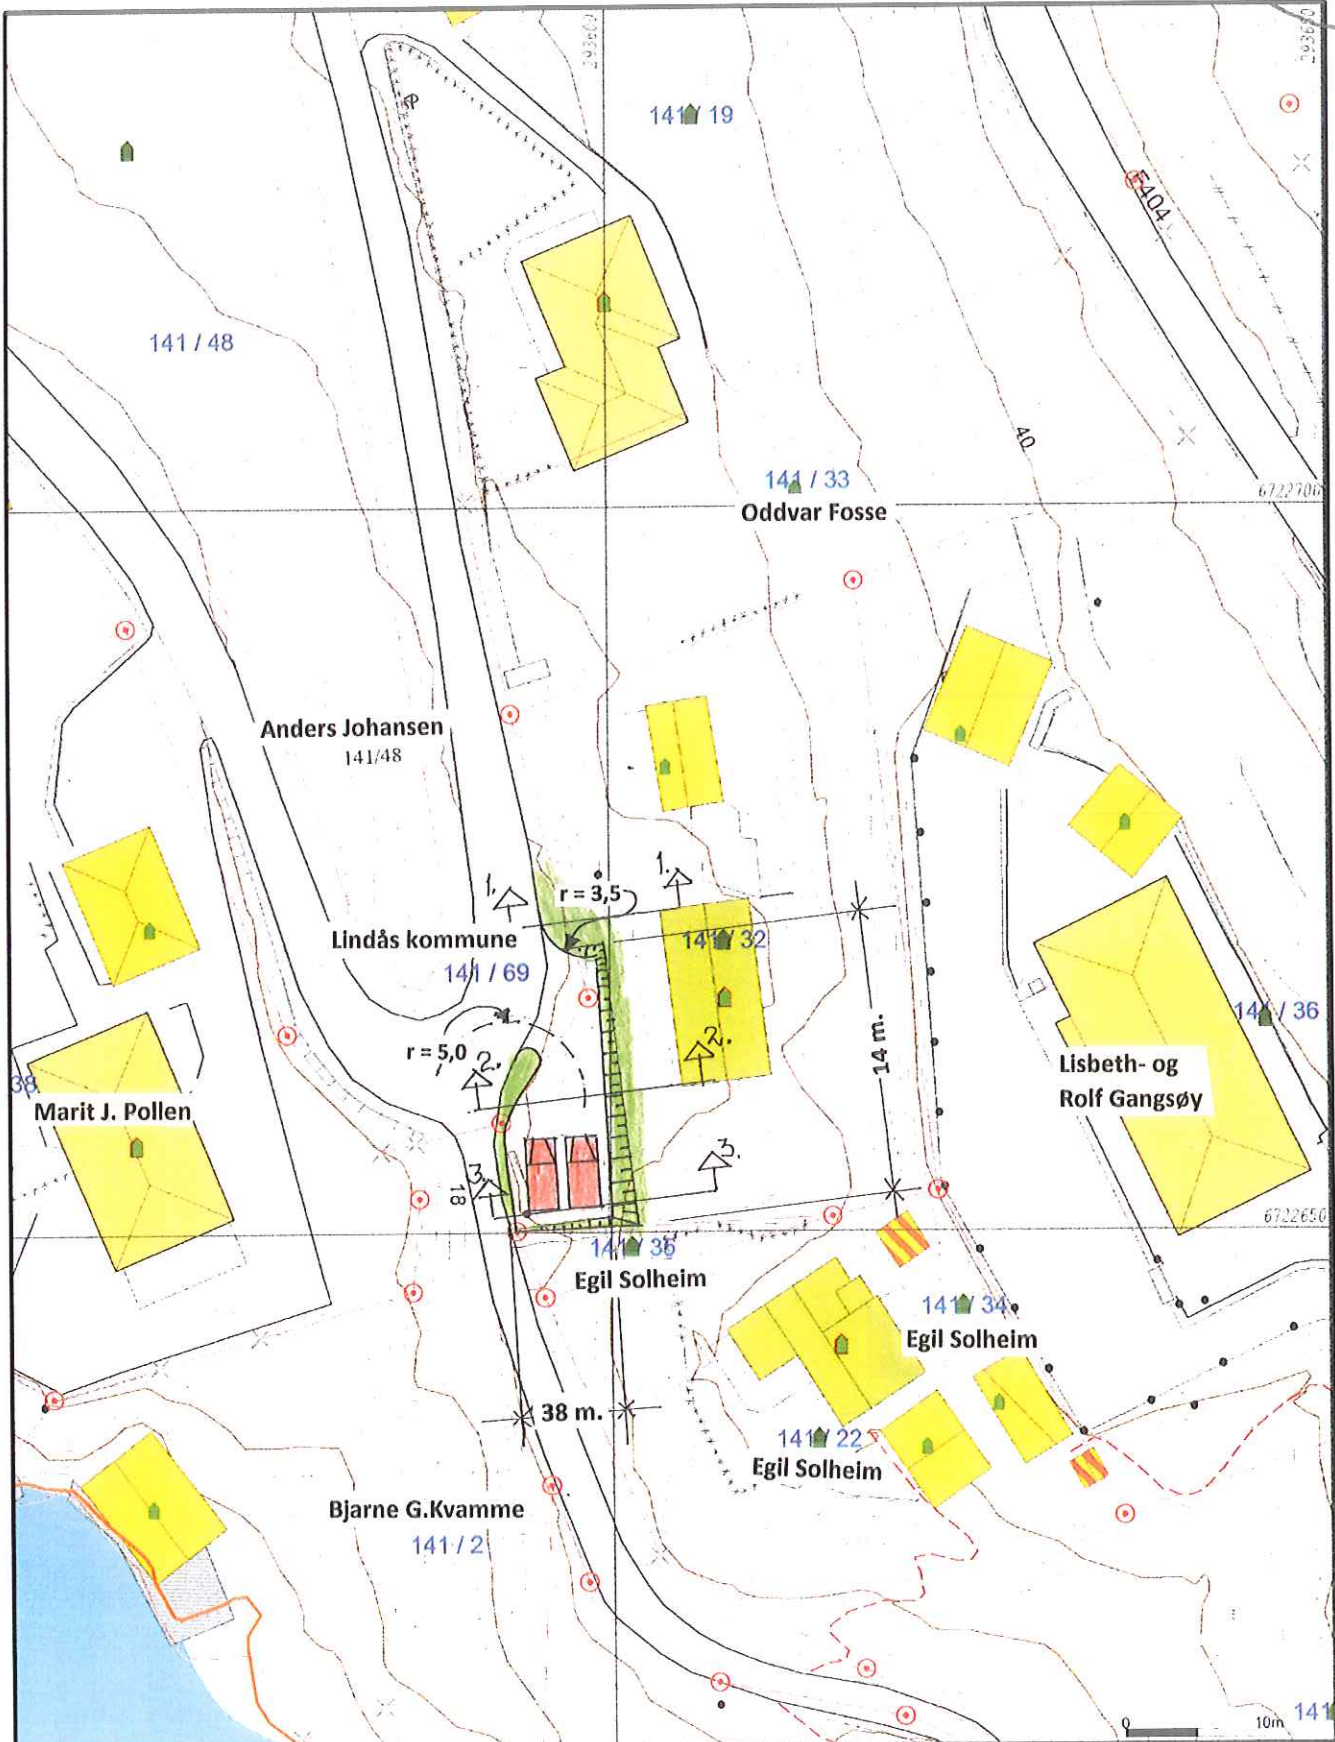 293600
293650
141 / 19
F404
141 / 48
40
141 / 33
Oddvar Fosse
6722700
Anders Johansen
141/48
1.
r = 3,5
1.
Lindås kommune
141 / 32
141 / 69
141 / 36
14 m.
2.
r = 5,0
2.
Lisbeth- og
Rolf Gangsøy
38
Marit J. Pollen
3.
3.
18
6722650
141 / 35
Egil Solheim
141 / 34
Egil Solheim
38 m.
141 / 22
Egil Solheim
Bjarne G.Kvamme
141 / 2
0
10m
141